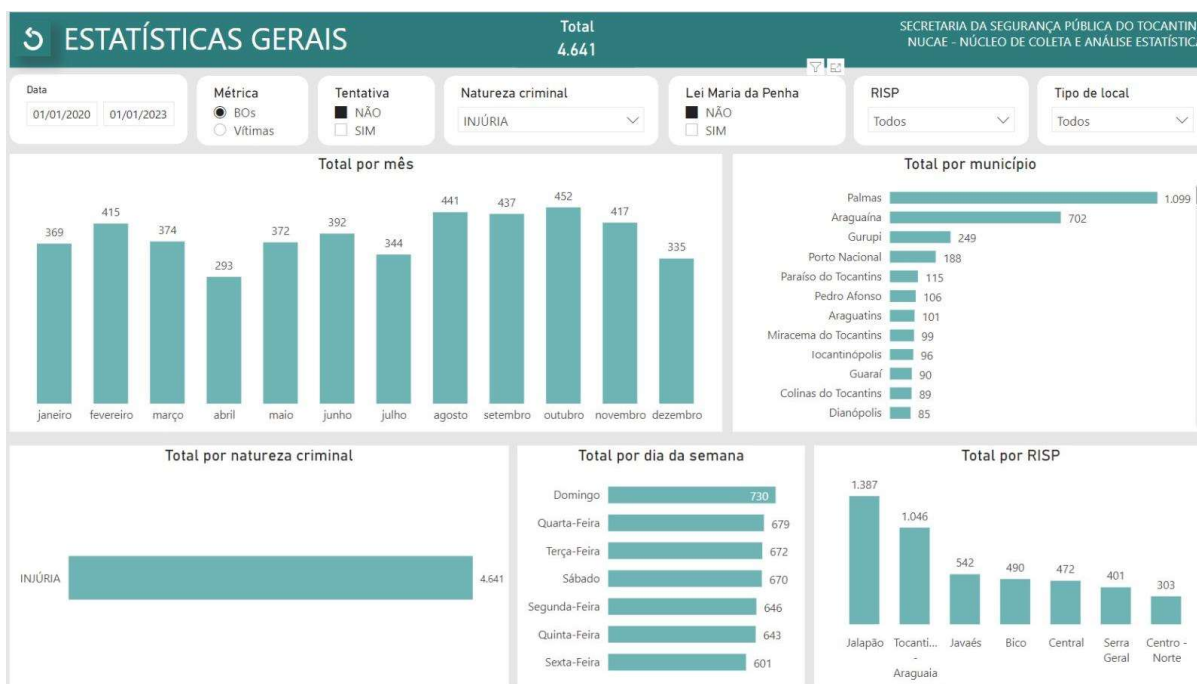 ESTATÍSTICAS GERAIS
Total
4.641
SECRETARIA DA SEGURANÇA PÚBLICA DO TOCANTIN
NUCAE - NÚCLEO DE COLETA E ANÁLISE ESTATÍSTICA
Data
01/01/2020 01/01/2023
Métrica
BOs
Vítimas
Tentativa
NÃO
SIM
Natureza criminal
INJÚRIA
Lei Maria da Penha
NÃO
SIM
RISP
Todos
Tipo de local
Todos
Total por mês
369 415 374 293 372 392 344 441 437 452 417 335
janeiro fevereiro março abril maio junho julho agosto setembro outubro novembro dezembro
Total por município
Palmas 1.099
Araguaína 702
Gurupi 249
Porto Nacional 188
Paraíso do Tocantins 115
Pedro Afonso 106
Araguatins 101
Miracema do Tocantins 99
Tocantinópolis 96
Guaraí 90
Colinas do Tocantins 89
Dianópolis 85
Total por natureza criminal
INJÚRIA 4.641
Total por dia da semana
Domingo 730
Quarta-Feira 679
Terça-Feira 672
Sábado 670
Segunda-Feira 646
Quinta-Feira 643
Sexta-Feira 601
Total por RISP
1.387 1.046 542 490 472 401 303
Jalapão Tocanti... Javaés Bico Central Serra Centro -
- Geral Norte
Araguaia